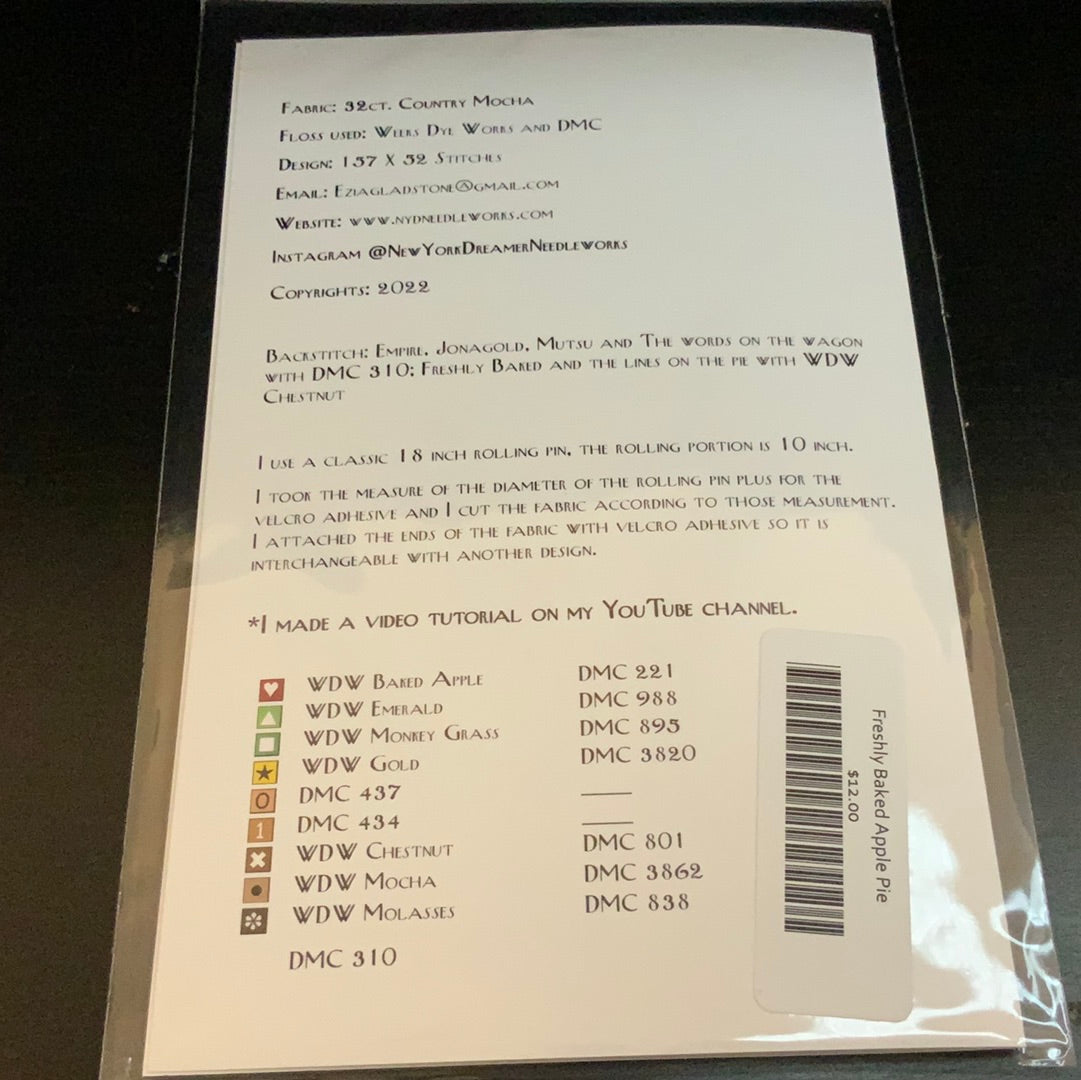 Fabric: 32ct. Country Mocha
Floss used: Weeks Dye Works and DMC
Design: 157 X 52 Stitches
Email: Eziagladstone@gmail.com
Website: www.nydneedleworks.com
Instagram @NewYorkDreamerNeedleworks
Copyrights: 2022
Backstitch: Empire, Jonagold, Mutsu and The words on the wagon
with DMC 310; Freshly Baked and the lines on the pie with WDW
Chestnut
I use a classic 18 inch rolling pin, the rolling portion is 10 inch.
I took the measure of the diameter of the rolling pin plus for the
velcro adhesive and I cut the fabric according to those measurement.
I attached the ends of the fabric with velcro adhesive so it is
interchangeable with another design.
*I made a video tutorial on my YouTube channel.
WDW Baked Apple DMC 221
WDW Emerald DMC 988
WDW Monkey Grass DMC 895
WDW Gold DMC 3820
O DMC 437
1 DMC 434
WDW Chestnut DMC 801
WDW Mocha DMC 3862
WDW Molasses DMC 838
DMC 310
Freshly Baked Apple Pie
$12.00